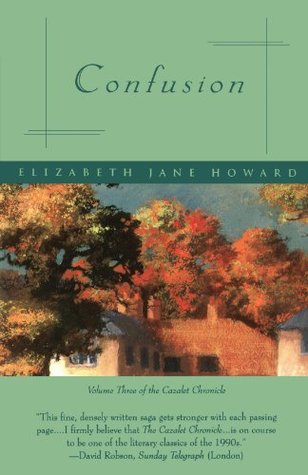 Confusion
ELIZABETH JANE HOWARD
Volume Three of the Cazalet Chronicle
"This fine, densely written saga gets stronger with each passing
page....I firmly believe that The Cazalet Chronicle...is on course
to be one of the literary classics of the 1990s."
—David Robson, Sunday Telegraph (London)